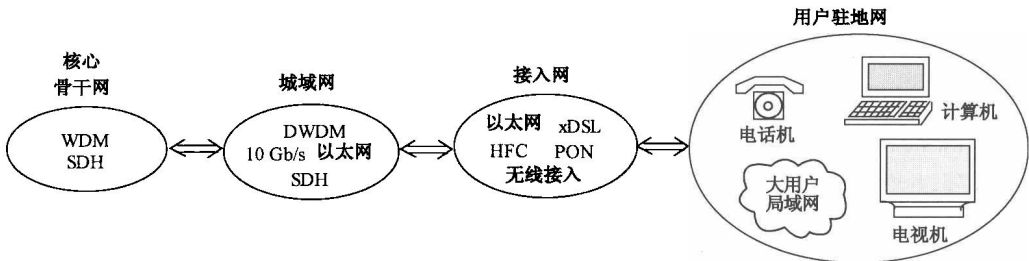 核心
骨干网
WDM
SDH
城域网
DWDM
10 Gb/s 以太网
SDH
接入网
以太网 xDSL
HFC PON
无线接入
用户驻地网
电话机
计算机
大用户
局域网
电视机